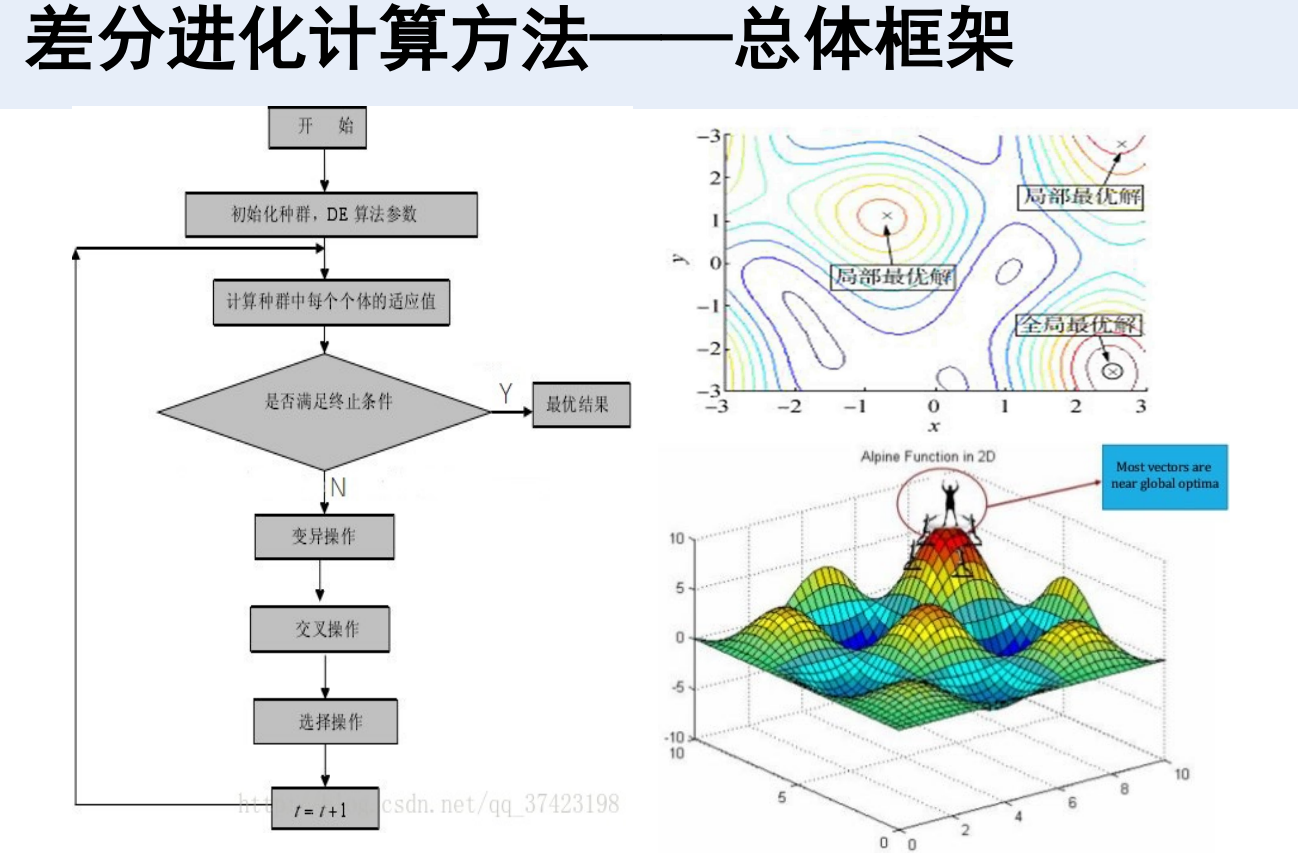 差分进化计算方法——总体框架
开 始
初始化种群，DE 算法参数
计算种群中每个个体的适应值
是否满足终止条件
Y
最优结果
N
变异操作
交叉操作
选择操作
t = t+1
csdn.net/qq_37423198
−3
2
1
0
−1
−2
−3
y
局部最优解
局部最优解
全局最优解
−3 −2 −1 0 1 2 3
x
Alpine Function in 2D
Most vectors are
near global optima
10
5
0
-5
-10
10
5
0
0
2
4
6
8
10